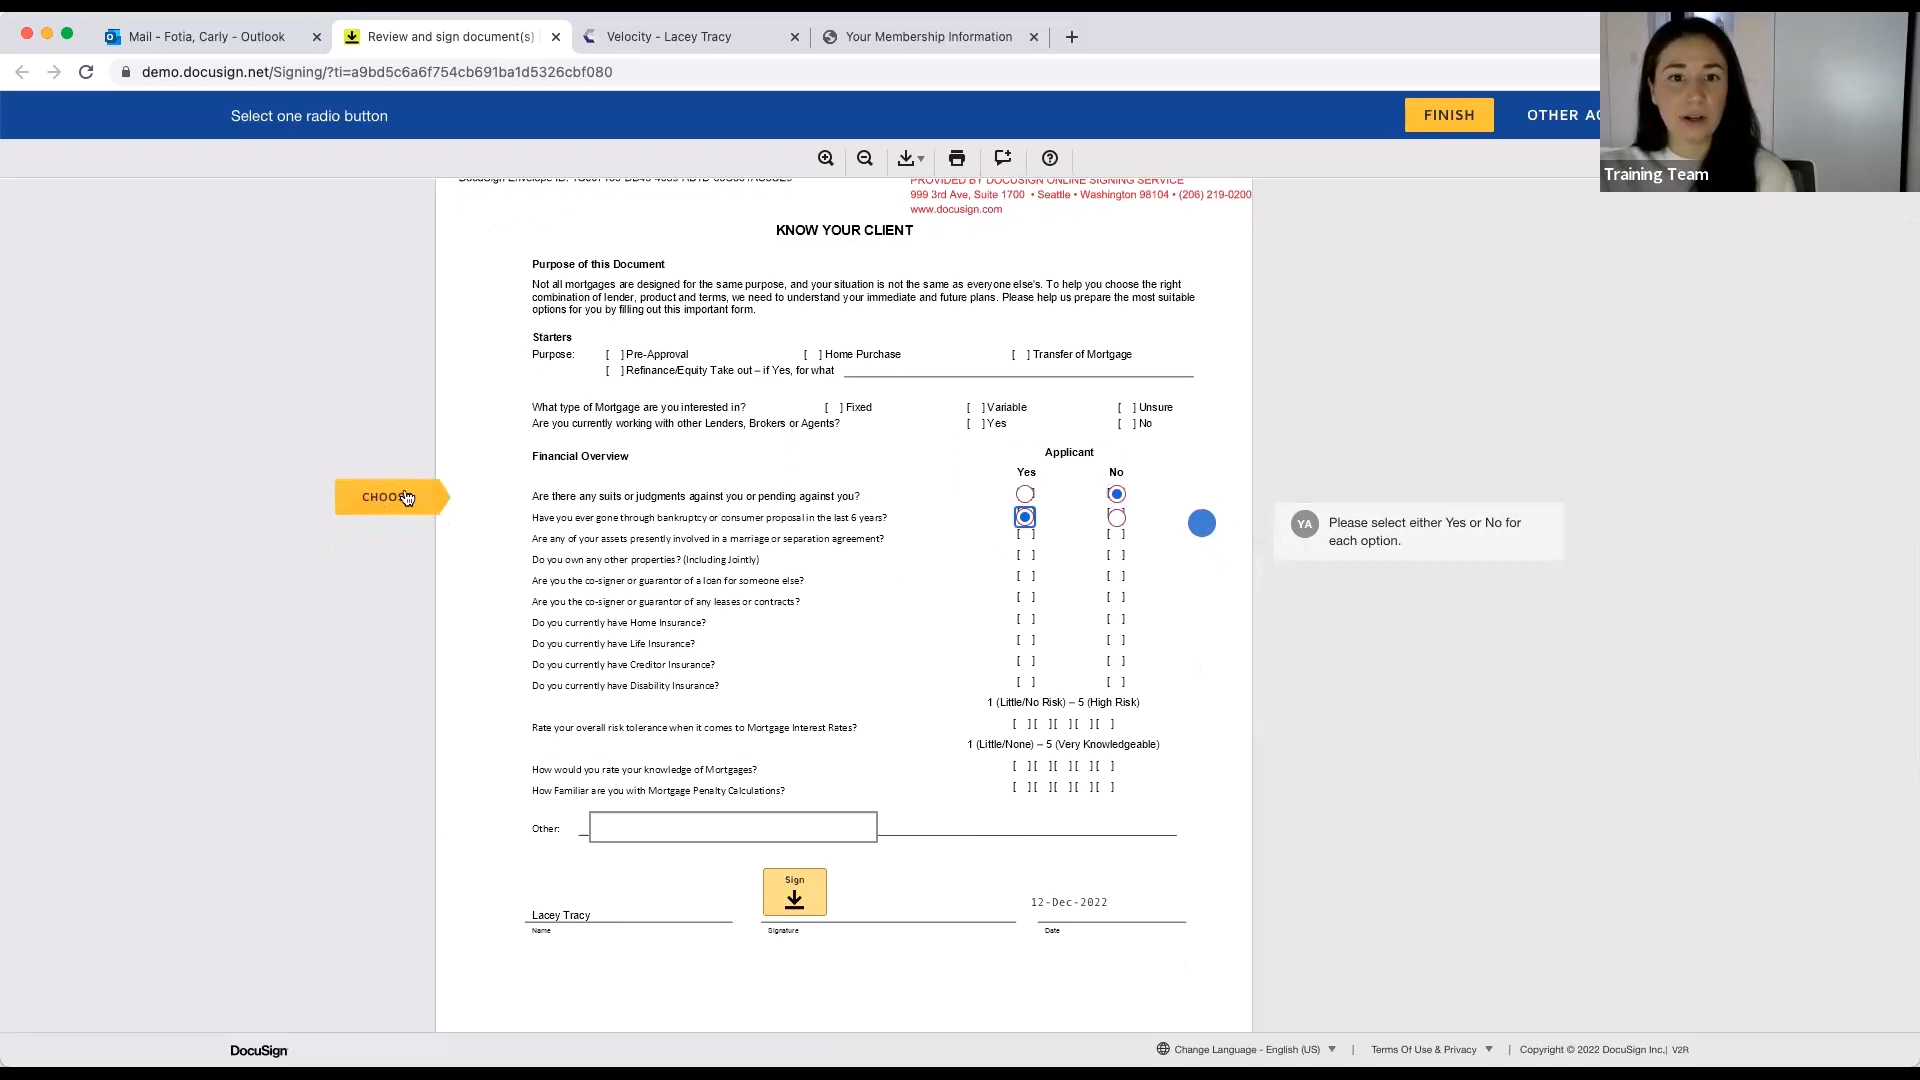 Mail - Fotia, Carly - Outlook
Review and sign document(s)
Velocity - Lacey Tracy
Your Membership Information
demo.docusign.net/Signing/?ti=a9bd5c6a6f754cb691ba1d5326cbf080
Select one radio button
FINISH
OTHER AC
Training Team
PROVIDED BY DOCUSIGN ONLINE SIGNING SERVICE
999 3rd Ave, Suite 1700 • Seattle • Washington 98104 • (206) 219-0200
www.docusign.com
KNOW YOUR CLIENT
Purpose of this Document
Not all mortgages are designed for the same purpose, and your situation is not the same as everyone else's. To help you choose the right
combination of lender, product and terms, we need to understand your immediate and future plans. Please help us prepare the most suitable
options for you by filling out this important form.
Starters
Purpose: [ ] Pre-Approval [ ] Home Purchase [ ] Transfer of Mortgage
[ ] Refinance/Equity Take out – if Yes, for what
What type of Mortgage are you interested in? [ ] Fixed [ ] Variable [ ] Unsure
Are you currently working with other Lenders, Brokers or Agents? [ ] Yes [ ] No
Financial Overview
Applicant
Yes No
CHOOS
Are there any suits or judgments against you or pending against you?
Have you ever gone through bankruptcy or consumer proposal in the last 6 years?
YA Please select either Yes or No for
each option.
Are any of your assets presently involved in a marriage or separation agreement? [ ] [ ]
Do you own any other properties? (Including Jointly) [ ] [ ]
Are you the co-signer or guarantor of a loan for someone else? [ ] [ ]
Are you the co-signer or guarantor of any leases or contracts? [ ] [ ]
Do you currently have Home Insurance? [ ] [ ]
Do you currently have Life Insurance? [ ] [ ]
Do you currently have Creditor Insurance? [ ] [ ]
Do you currently have Disability Insurance? [ ] [ ]
1 (Little/No Risk) – 5 (High Risk)
Rate your overall risk tolerance when it comes to Mortgage Interest Rates? [ ] [ ] [ ] [ ] [ ]
1 (Little/None) – 5 (Very Knowledgeable)
How would you rate your knowledge of Mortgages? [ ] [ ] [ ] [ ] [ ]
How Familiar are you with Mortgage Penalty Calculations? [ ] [ ] [ ] [ ] [ ]
Other:
Sign
12-Dec-2022
Lacey Tracy
Name Signature Date
DocuSign
Change Language - English (US) | Terms Of Use & Privacy | Copyright © 2022 DocuSign Inc. | V2R